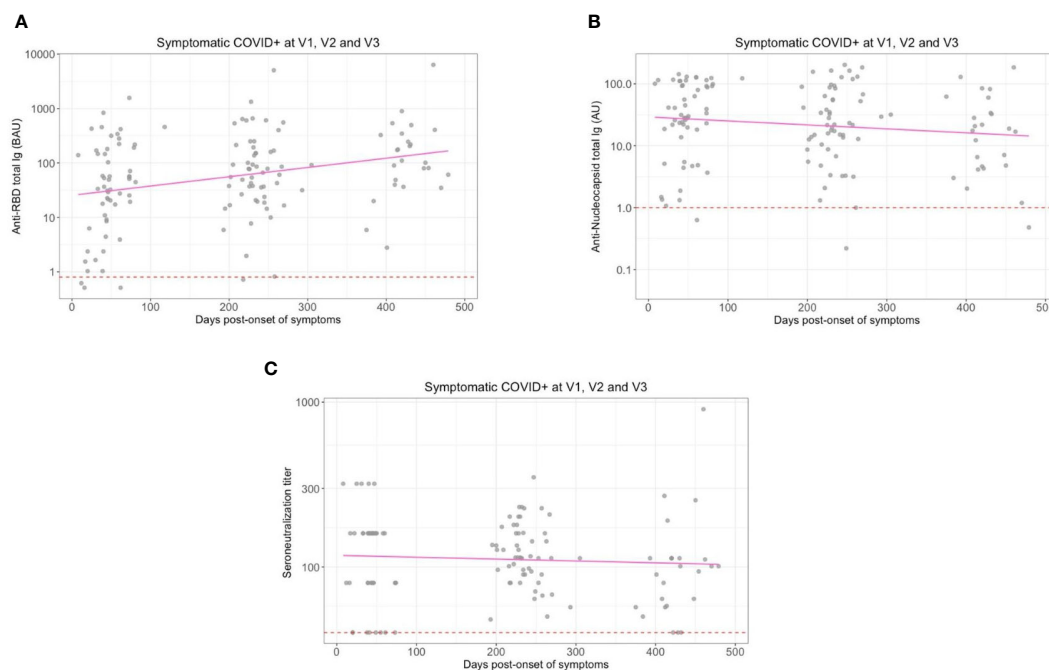 A
Symptomatic COVID+ at V1, V2 and V3
10000
1000
100
10
1
Anti-RBD total Ig (BAU)
0 100 200 300 400 500
Days post-onset of symptoms
B
Symptomatic COVID+ at V1, V2 and V3
100.0
10.0
1.0
0.1
Anti-Nucleocapsid total Ig (AU)
0 100 200 300 400 500
Days post-onset of symptoms
C
Symptomatic COVID+ at V1, V2 and V3
1000
300
100
Seroneutralization titer
0 100 200 300 400 500
Days post-onset of symptoms